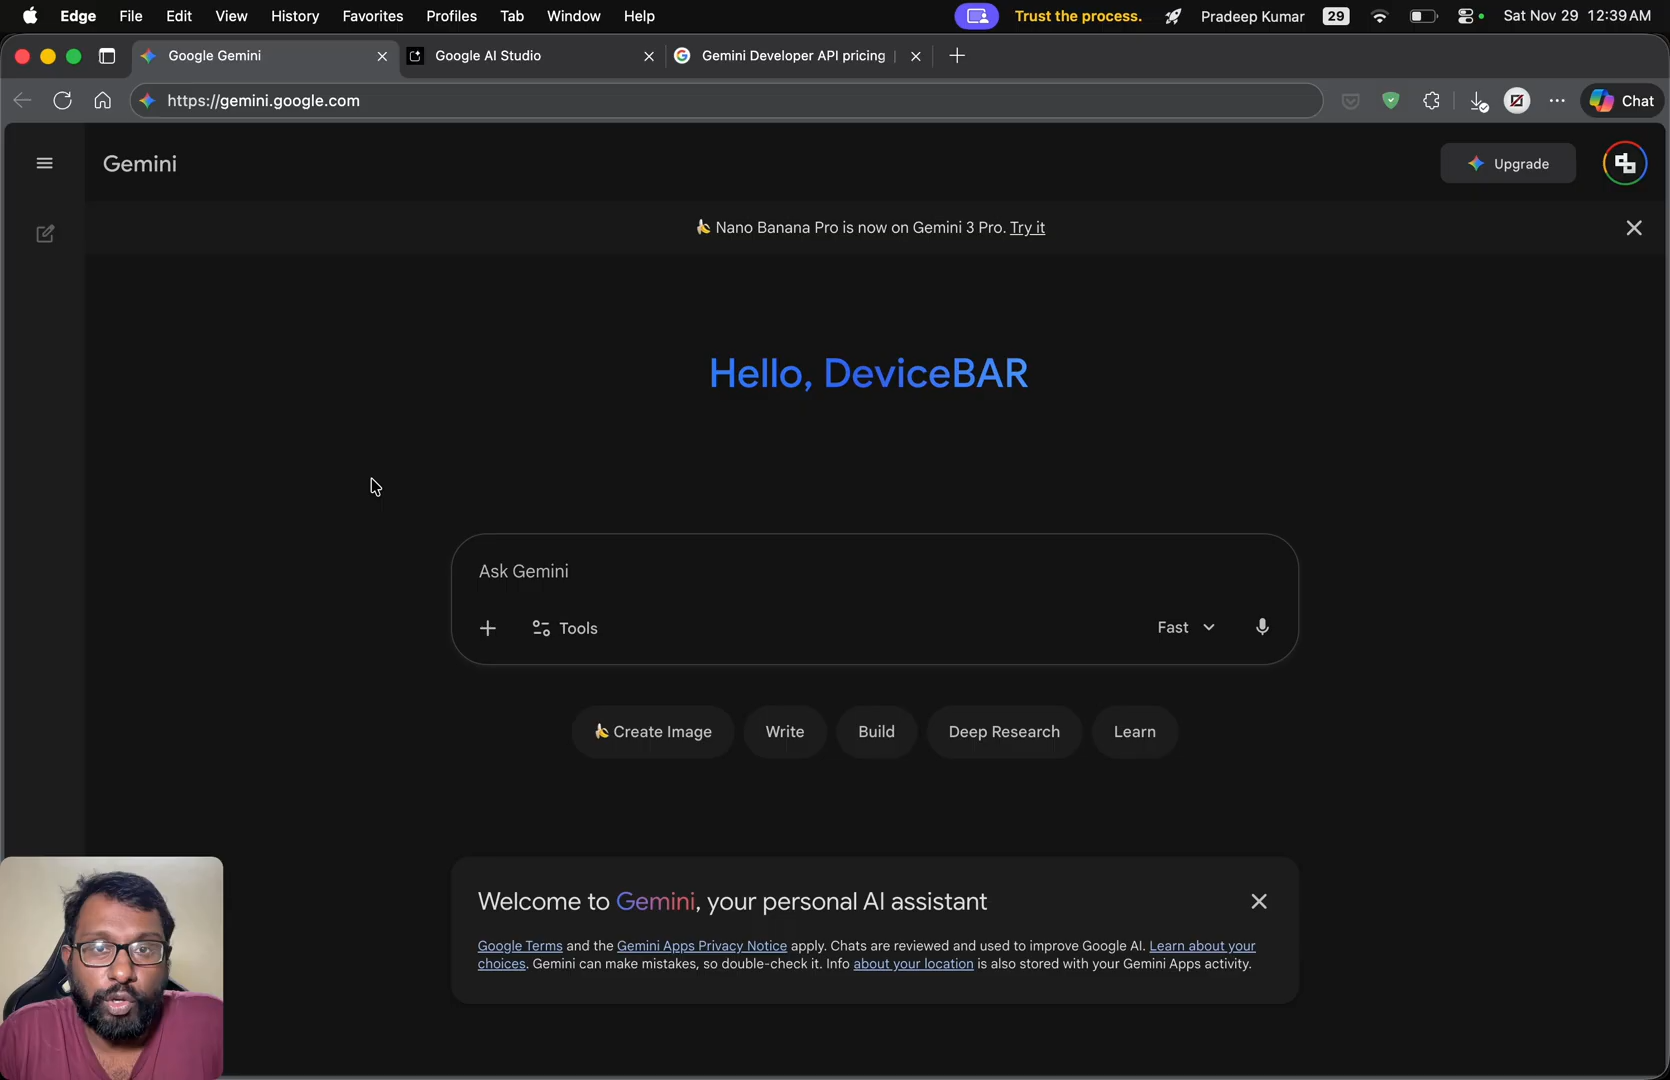 Edge File Edit View History Favorites Profiles Tab Window Help Trust the process. Pradeep Kumar 29 Sat Nov 29 12:39 AM
Google Gemini Google AI Studio Gemini Developer API pricing
https://gemini.google.com Chat
Gemini Upgrade
Nano Banana Pro is now on Gemini 3 Pro. Try it
Hello, DeviceBAR
Ask Gemini
Tools Fast
Create Image Write Build Deep Research Learn
Welcome to Gemini, your personal AI assistant
Google Terms and the Gemini Apps Privacy Notice apply. Chats are reviewed and used to improve Google AI. Learn about your
choices. Gemini can make mistakes, so double-check it. Info about your location is also stored with your Gemini Apps activity.